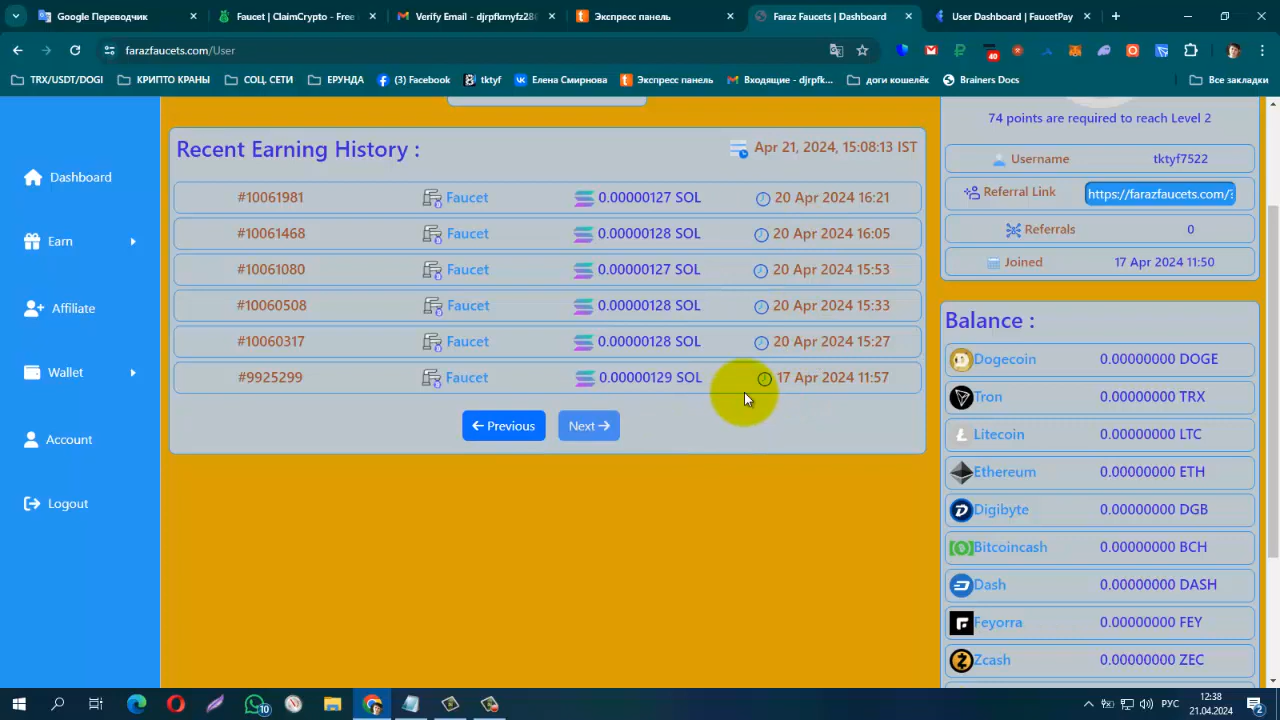 Google Переводчик
Faucet | ClaimCrypto - Free
Verify Email - djrpfkmyfz28
Экспресс панель
Faraz Faucets | Dashboard
User Dashboard | FaucetPay
farazfaucets.com/User
40
TRX/USDT/DOGI
КРИПТО КРАНЫ
СОЦ. СЕТИ
ЕРУНДА
(3) Facebook
tktyf
Елена Смирнова
Экспресс панель
Входящие - djrpfk...
доги кошелёк
Brainers Docs
Все закладки
Dashboard
Earn
Affiliate
Wallet
Account
Logout
Recent Earning History :
Apr 21, 2024, 15:08:13 IST
#10061981 Faucet 0.00000127 SOL 20 Apr 2024 16:21
#10061468 Faucet 0.00000128 SOL 20 Apr 2024 16:05
#10061080 Faucet 0.00000127 SOL 20 Apr 2024 15:53
#10060508 Faucet 0.00000128 SOL 20 Apr 2024 15:33
#10060317 Faucet 0.00000128 SOL 20 Apr 2024 15:27
#9925299 Faucet 0.00000129 SOL 17 Apr 2024 11:57
Previous
Next
74 points are required to reach Level 2
Username tktyf7522
Referral Link https://farazfaucets.com/?
Referrals 0
Joined 17 Apr 2024 11:50
Balance :
Dogecoin 0.00000000 DOGE
Tron 0.00000000 TRX
Litecoin 0.00000000 LTC
Ethereum 0.00000000 ETH
Digibyte 0.00000000 DGB
Bitcoincash 0.00000000 BCH
Dash 0.00000000 DASH
Feyorra 0.00000000 FEY
Zcash 0.00000000 ZEC
10
РУС
12:38
21.04.2024
2